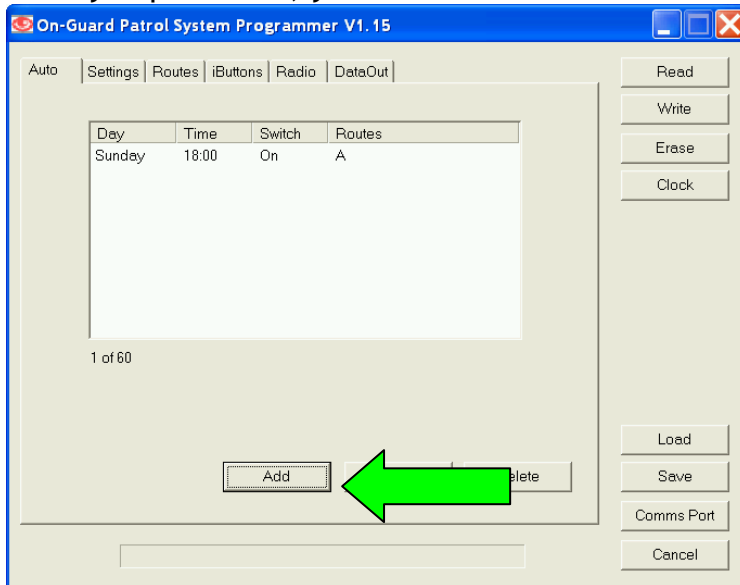 On-Guard Patrol System Programmer V1.15
Auto Settings Routes iButtons Radio DataOut
Read
Write
Erase
Clock
Day Time Switch Routes
Sunday 18:00 On A
1 of 60
Load
Add
Save
Comms Port
Cancel